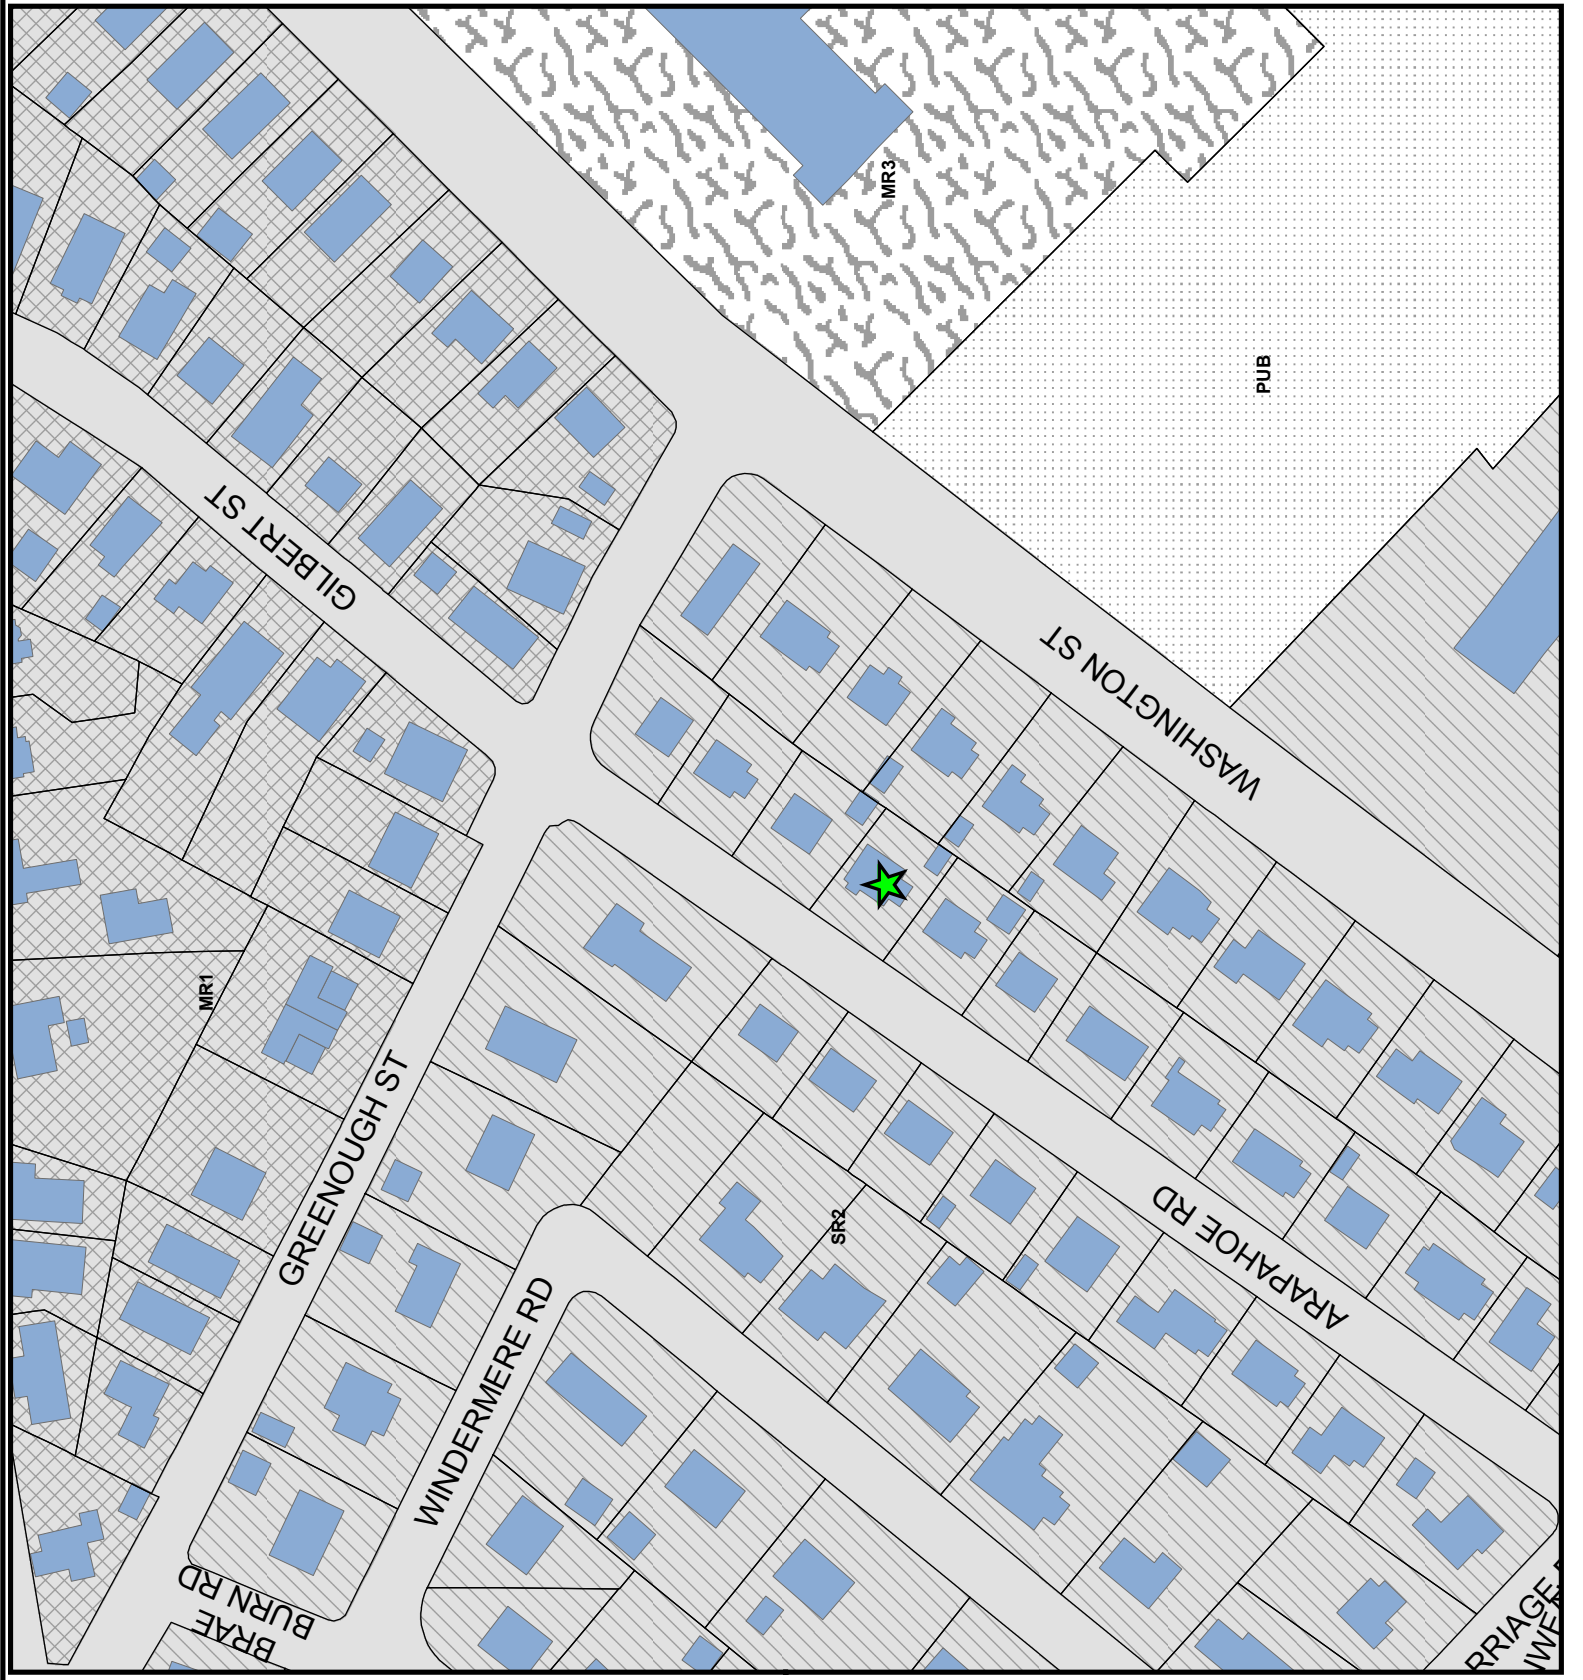 MR3
PUB
GILBERT ST
WASHINGTON ST
MR1
GREENOUGH ST
SR2
ARAPAHOE RD
WINDERMERE RD
BRAE
BURN RD